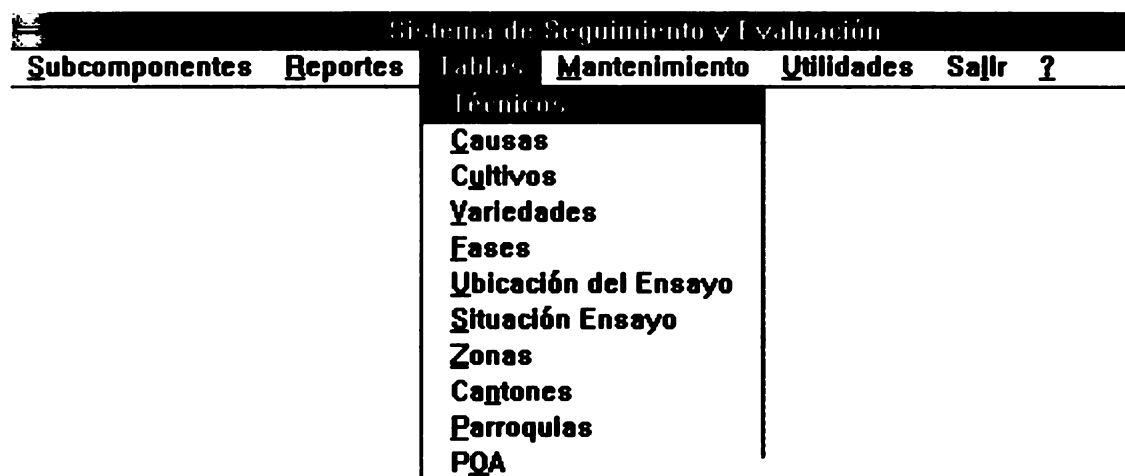 Sistema de Seguimiento y Evaluación
Subcomponentes Reportes Tablas Mantenimiento Utilidades Salir ?
Técnicos
Causas
Cultivos
Variedades
Fases
Ubicación del Ensayo
Situación Ensayo
Zonas
Cantones
Parroquias
POA